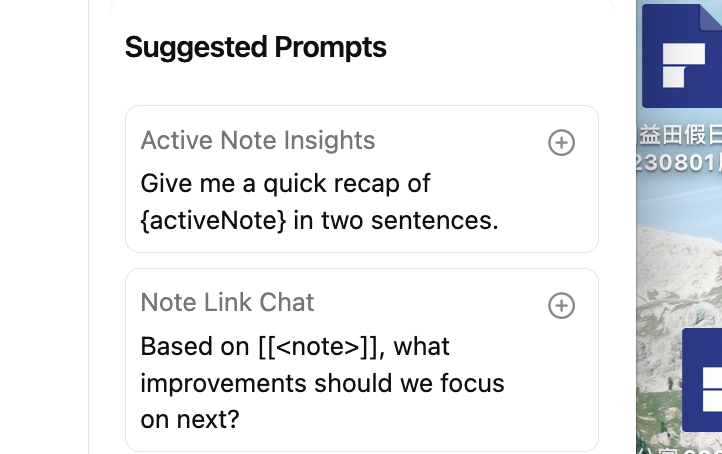 Suggested Prompts
Active Note Insights
Give me a quick recap of
{activeNote} in two sentences.
Note Link Chat
Based on [[<note>]], what
improvements should we focus
on next?
益田假日
230801